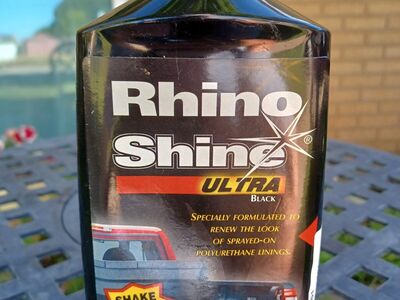 Rhino
Shine®
ULTRA
BLACK
SPECIALLY FORMULATED TO
RENEW THE LOOK
OF SPRAYED-ON
POLYURETHANE LININGS.
SHAKE